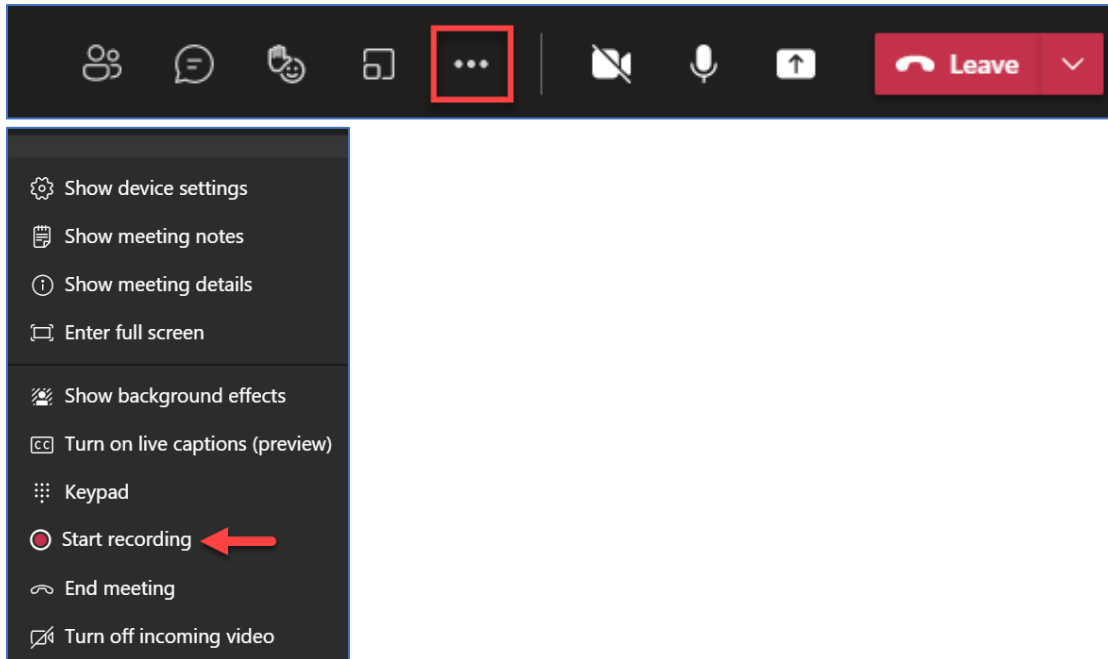 Leave
Show device settings
Show meeting notes
Show meeting details
Enter full screen
Show background effects
CC Turn on live captions (preview)
Keypad
Start recording
End meeting
Turn off incoming video